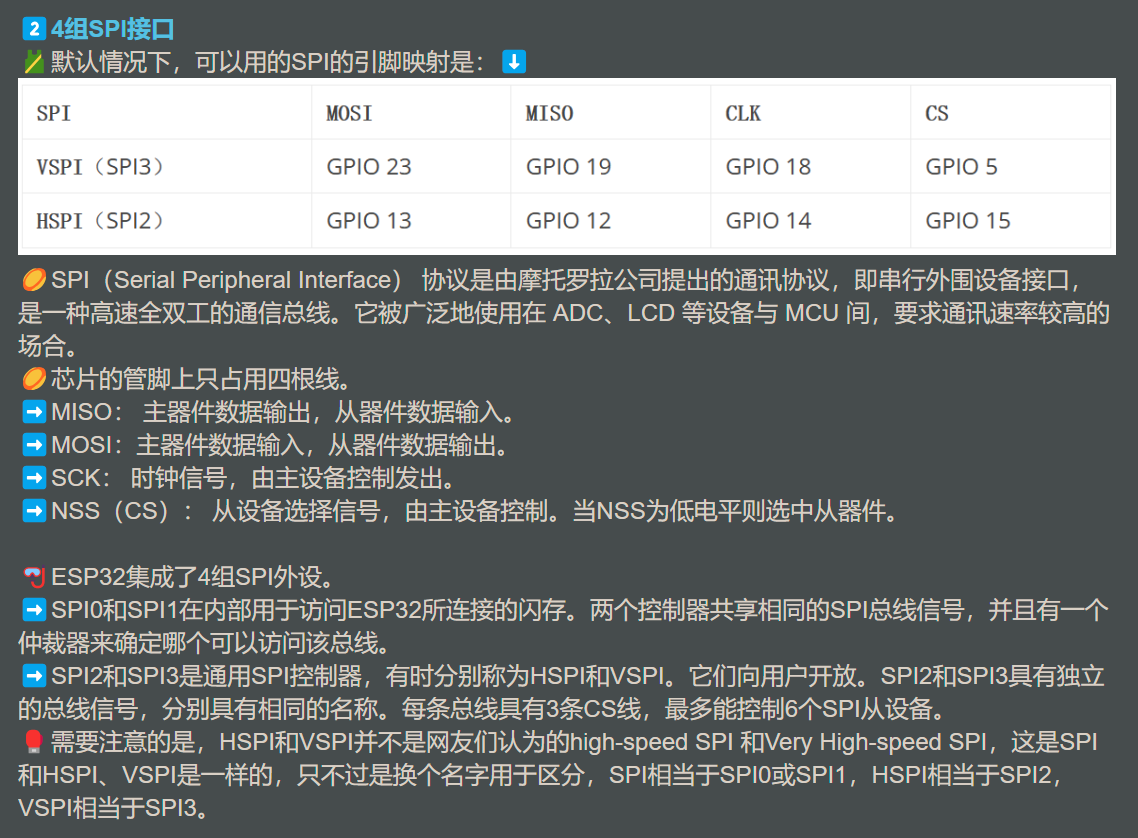 2 4组SPI接口
默认情况下，可以用的SPI的引脚映射是：
SPI MOSI MISO CLK CS
VSPI（SPI3） GPIO 23 GPIO 19 GPIO 18 GPIO 5
HSPI（SPI2） GPIO 13 GPIO 12 GPIO 14 GPIO 15
SPI（Serial Peripheral Interface） 协议是由摩托罗拉公司提出的通讯协议，即串行外围设备接口，
是一种高速全双工的通信总线。它被广泛地使用在 ADC、LCD 等设备与 MCU 间，要求通讯速率较高的
场合。
芯片的管脚上只占用四根线。
MISO： 主器件数据输出，从器件数据输入。
MOSI：主器件数据输入，从器件数据输出。
SCK： 时钟信号，由主设备控制发出。
NSS（CS）： 从设备选择信号，由主设备控制。当NSS为低电平则选中从器件。
ESP32集成了4组SPI外设。
SPI0和SPI1在内部用于访问ESP32所连接的闪存。两个控制器共享相同的SPI总线信号，并且有一个
仲裁器来确定哪个可以访问该总线。
SPI2和SPI3是通用SPI控制器，有时分别称为HSPI和VSPI。它们向用户开放。SPI2和SPI3具有独立
的总线信号，分别具有相同的名称。每条总线具有3条CS线，最多能控制6个SPI从设备。
需要注意的是，HSPI和VSPI并不是网友们认为的high-speed SPI 和Very High-speed SPI，这是SPI
和HSPI、VSPI是一样的，只不过是换个名字用于区分，SPI相当于SPI0或SPI1，HSPI相当于SPI2，
VSPI相当于SPI3。